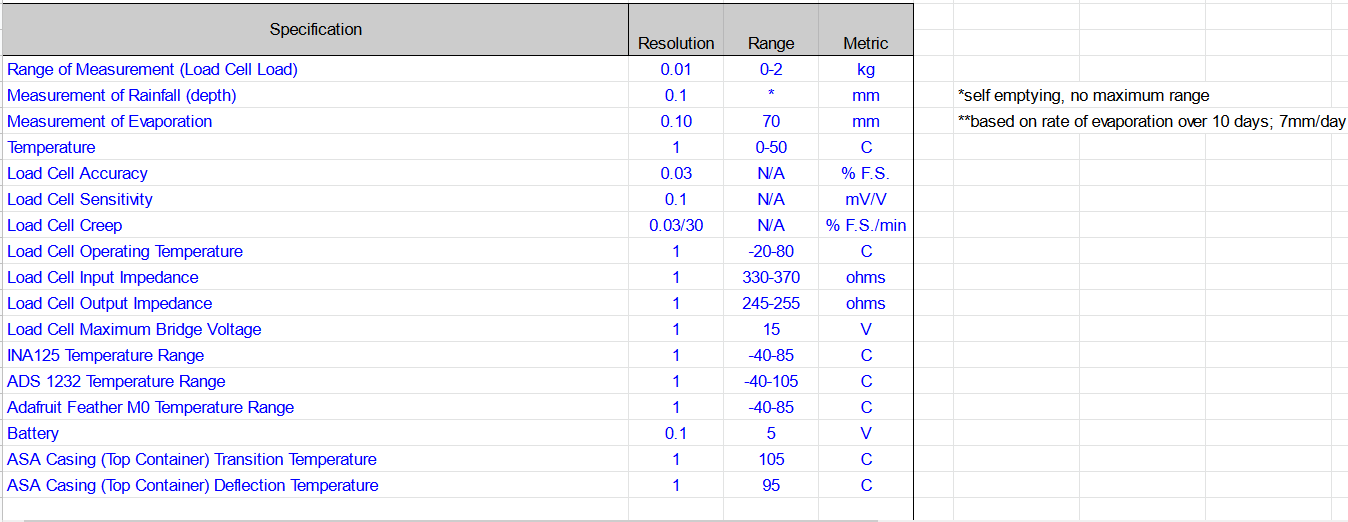 Specification Resolution Range Metric
Range of Measurement (Load Cell Load) 0.01 0-2 kg
Measurement of Rainfall (depth) 0.1 * mm *self emptying, no maximum range
Measurement of Evaporation 0.10 70 mm **based on rate of evaporation over 10 days; 7mm/day
Temperature 1 0-50 C
Load Cell Accuracy 0.03 N/A % F.S.
Load Cell Sensitivity 0.1 N/A mV/V
Load Cell Creep 0.03/30 N/A % F.S./min
Load Cell Operating Temperature 1 -20-80 C
Load Cell Input Impedance 1 330-370 ohms
Load Cell Output Impedance 1 245-255 ohms
Load Cell Maximum Bridge Voltage 1 15 V
INA125 Temperature Range 1 -40-85 C
ADS 1232 Temperature Range 1 -40-105 C
Adafruit Feather M0 Temperature Range 1 -40-85 C
Battery 0.1 5 V
ASA Casing (Top Container) Transition Temperature 1 105 C
ASA Casing (Top Container) Deflection Temperature 1 95 C